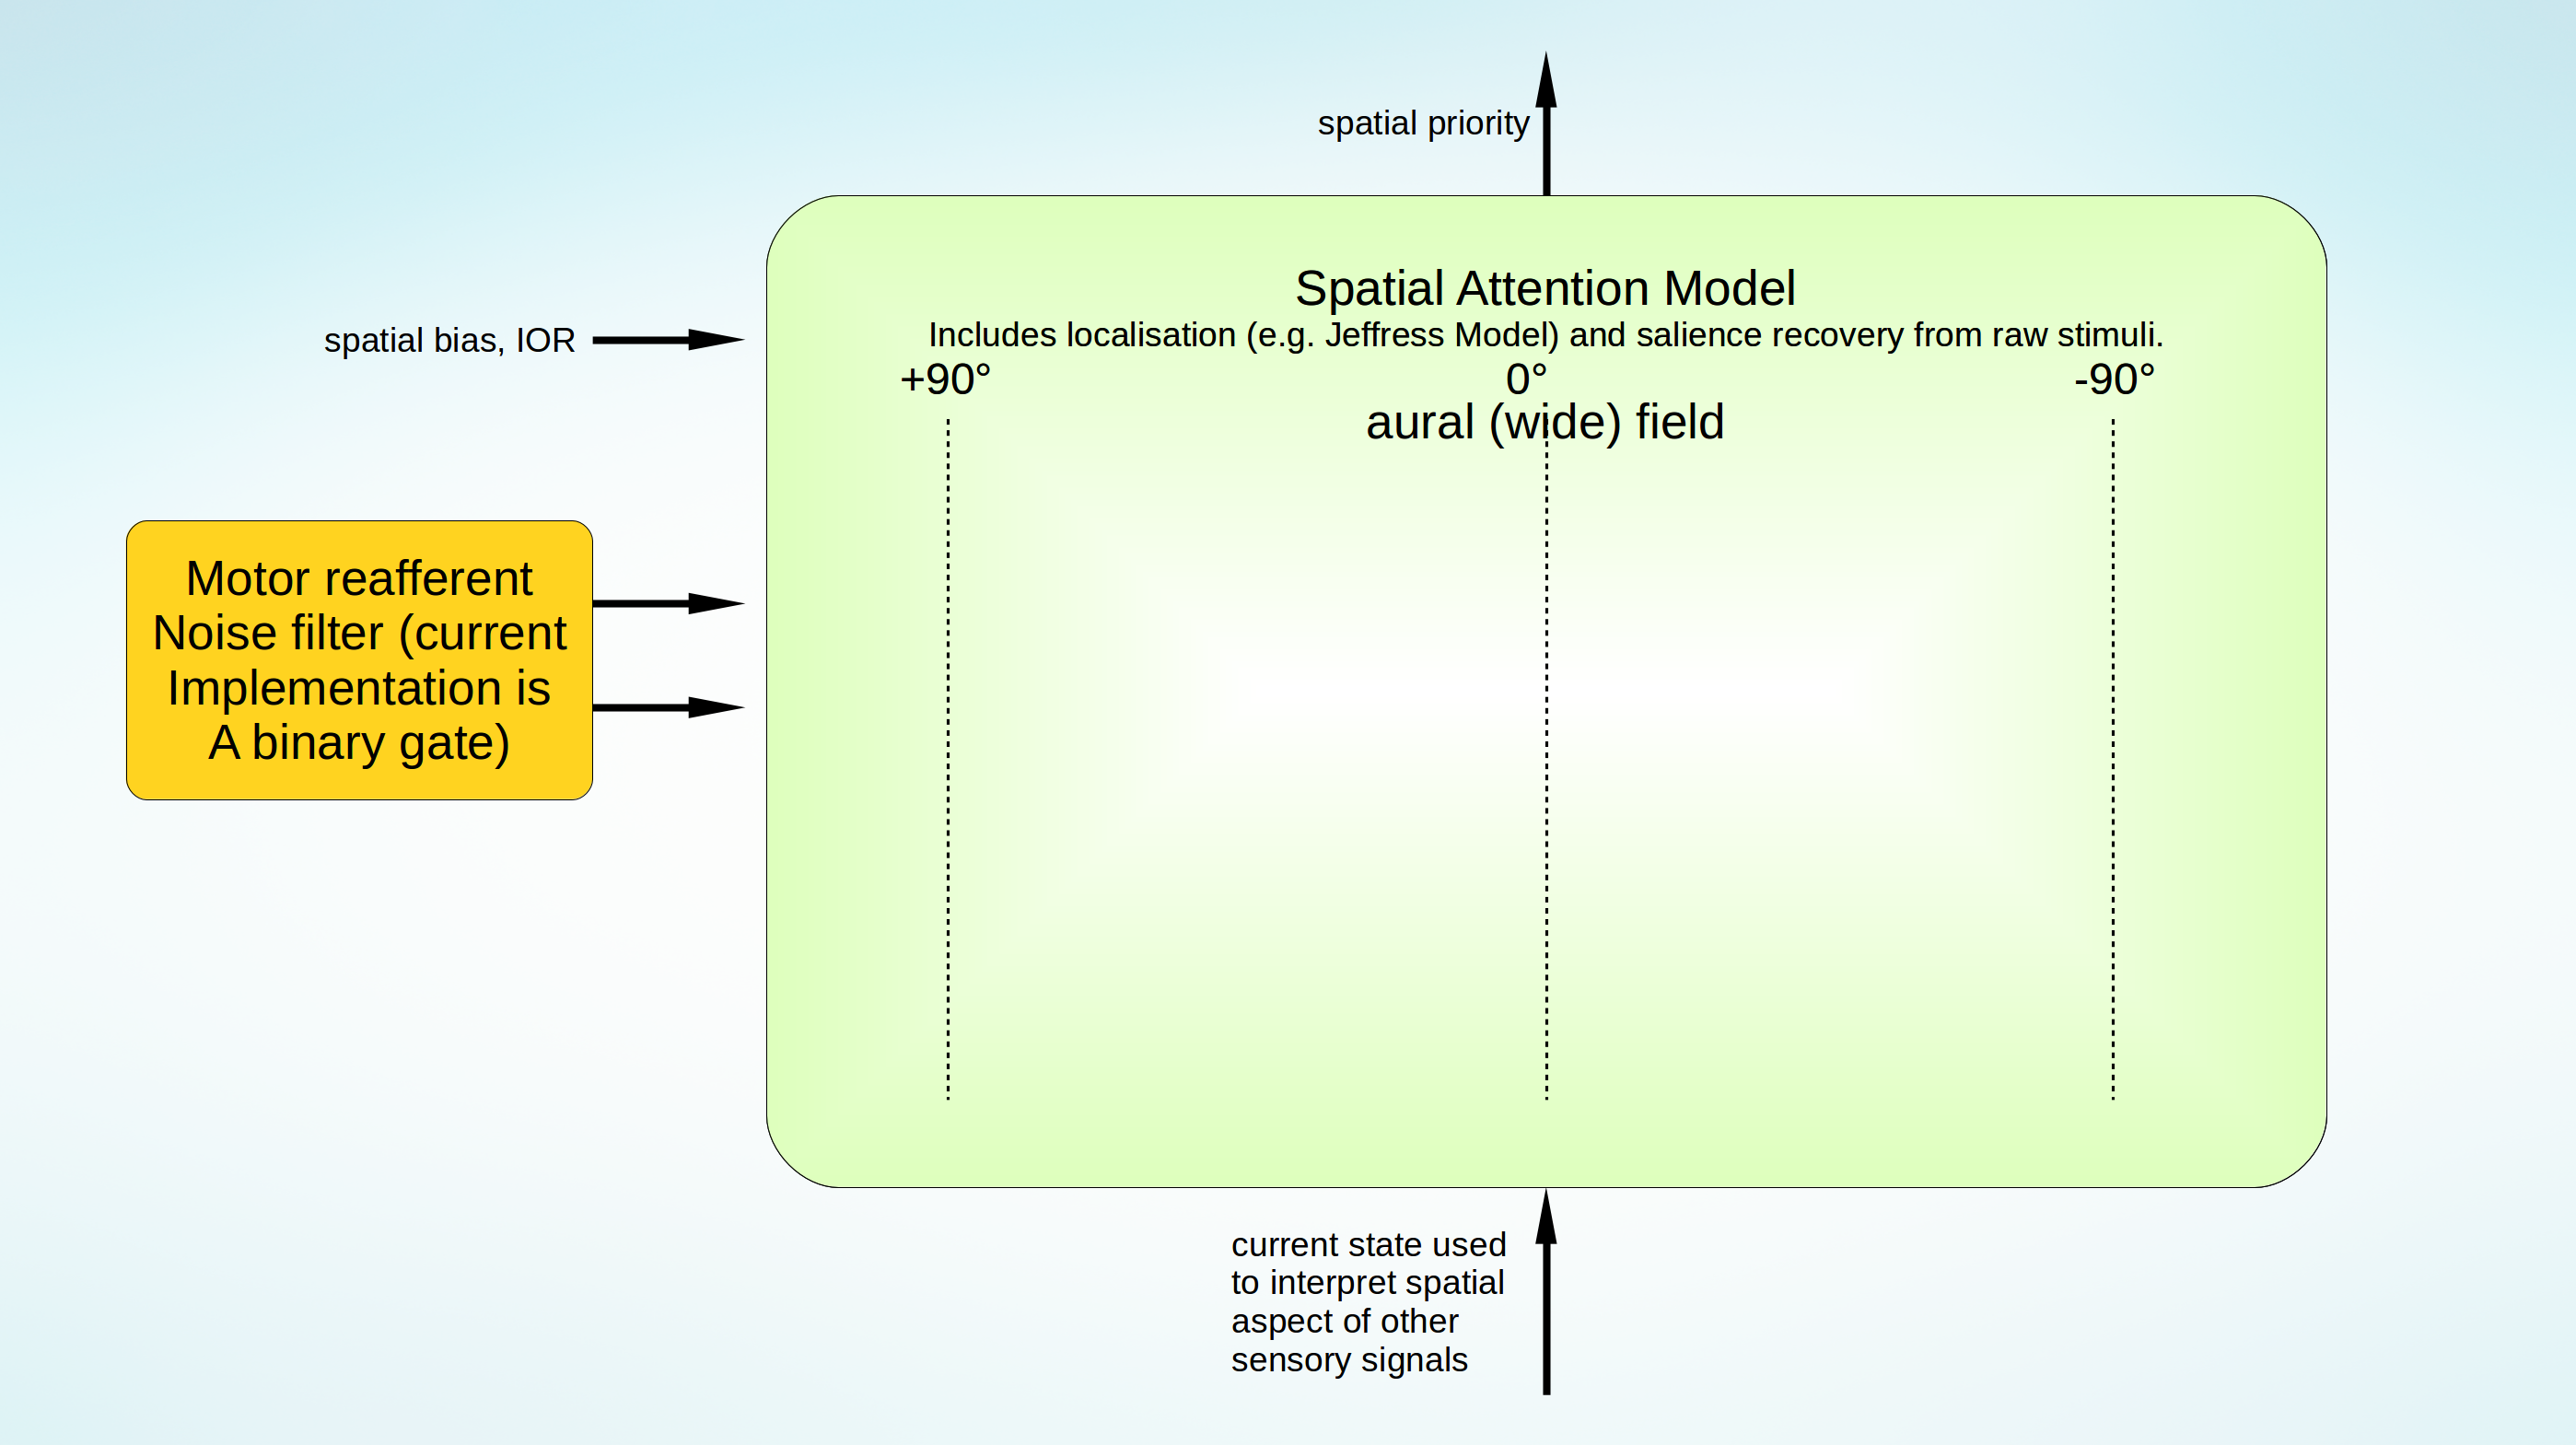 spatial priority
Spatial Attention Model
Includes localisation (e.g. Jeffress Model) and salience recovery from raw stimuli.
spatial bias, IOR
+90°
0°
-90°
aural (wide) field
Motor reafferent
Noise filter (current
Implementation is
A binary gate)
current state used
to interpret spatial
aspect of other
sensory signals